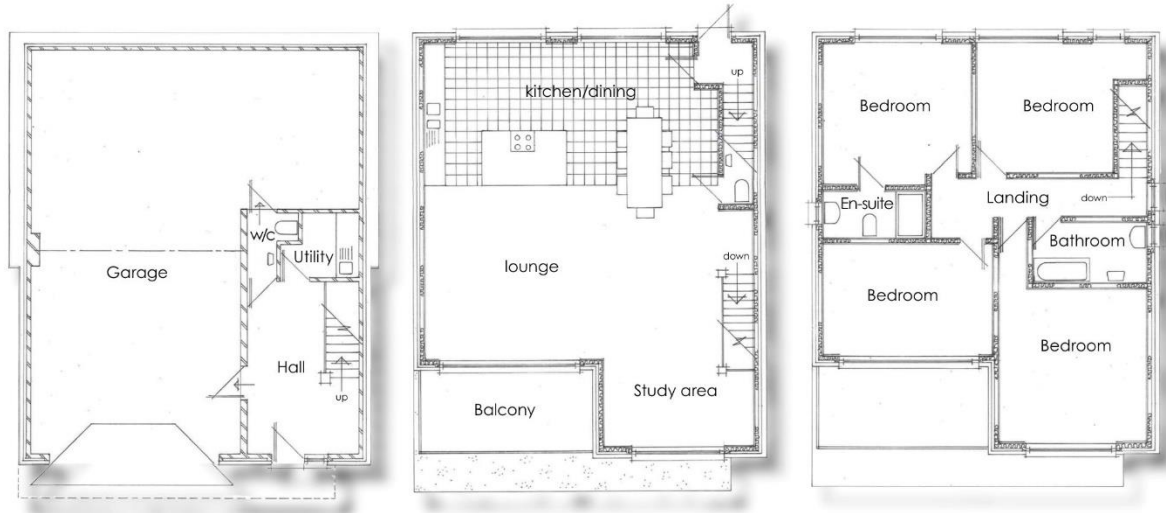 Garage
w/c
Utility
Hall
up
kitchen/dining
up
lounge
down
Study area
Balcony
Bedroom
Bedroom
En-suite
Landing
down
Bathroom
Bedroom
Bedroom